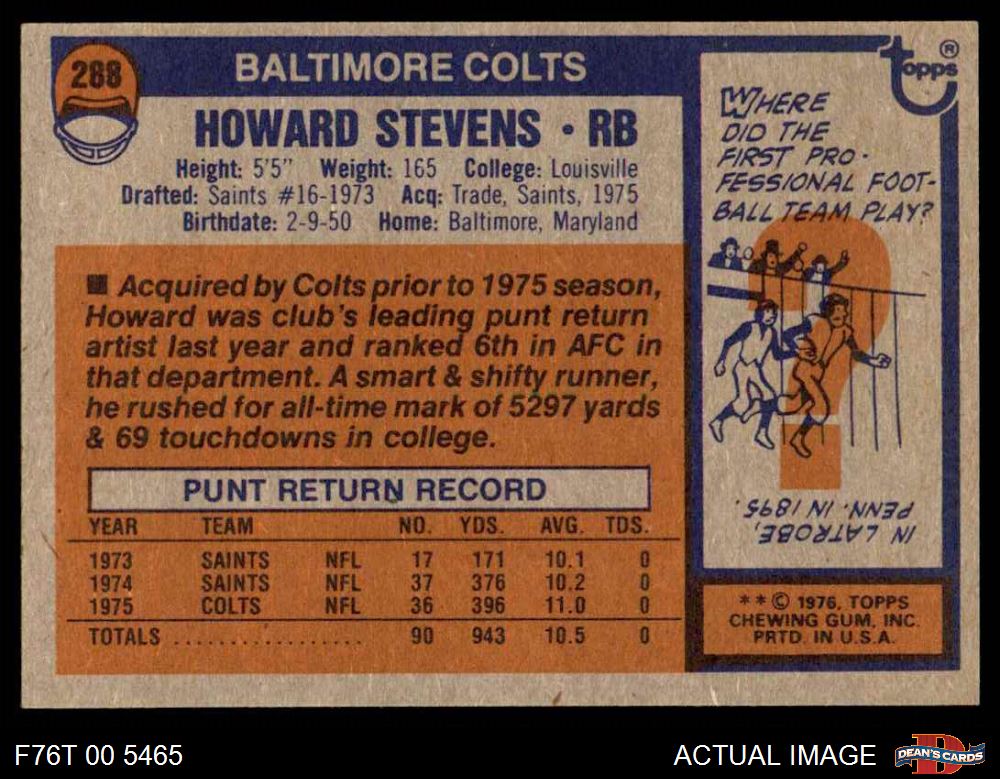 288
BALTIMORE COLTS
HOWARD STEVENS • RB
Height: 5'5" Weight: 165 College: Louisville
Drafted: Saints #16-1973 Acq: Trade, Saints, 1975
Birthdate: 2-9-50 Home: Baltimore, Maryland
■ Acquired by Colts prior to 1975 season,
Howard was club's leading punt return
artist last year and ranked 6th in AFC in
that department. A smart & shifty runner,
he rushed for all-time mark of 5297 yards
& 69 touchdowns in college.
PUNT RETURN RECORD
YEAR TEAM NO. YDS. AVG. TDS.
1973 SAINTS NFL 17 171 10.1 0
1974 SAINTS NFL 37 376 10.2 0
1975 COLTS NFL 36 396 11.0 0
TOTALS .................. 90 943 10.5 0
topps ®
WHERE
DID THE
FIRST PRO-
FESSIONAL FOOT-
BALL TEAM PLAY?
?
IN LATROBE,
PENN. IN 1895.
** © 1976, TOPPS
CHEWING GUM, INC.
PRTD. IN U.S.A.
F76T 00 5465
ACTUAL IMAGE
D
DEAN'S CARDS